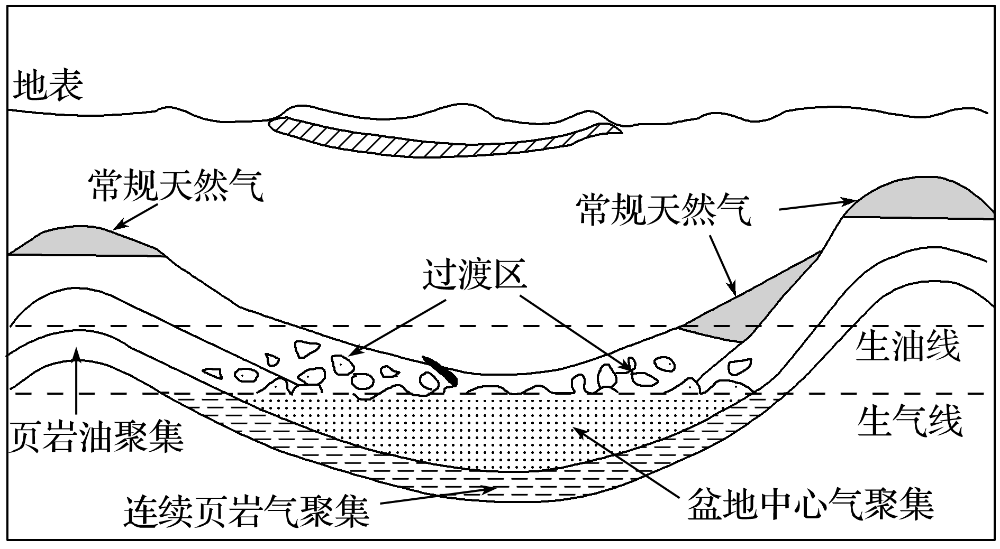 地表
常规天然气
常规天然气
过渡区
生油线
生气线
页岩油聚集
连续页岩气聚集
盆地中心气聚集